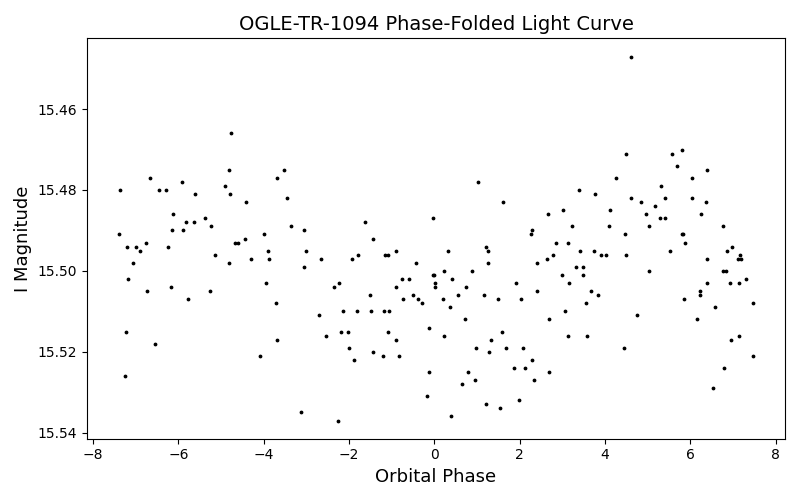 OGLE-TR-1094 Phase-Folded Light Curve
I Magnitude
15.46
15.48
15.50
15.52
15.54
−8 −6 −4 −2 0 2 4 6 8
Orbital Phase